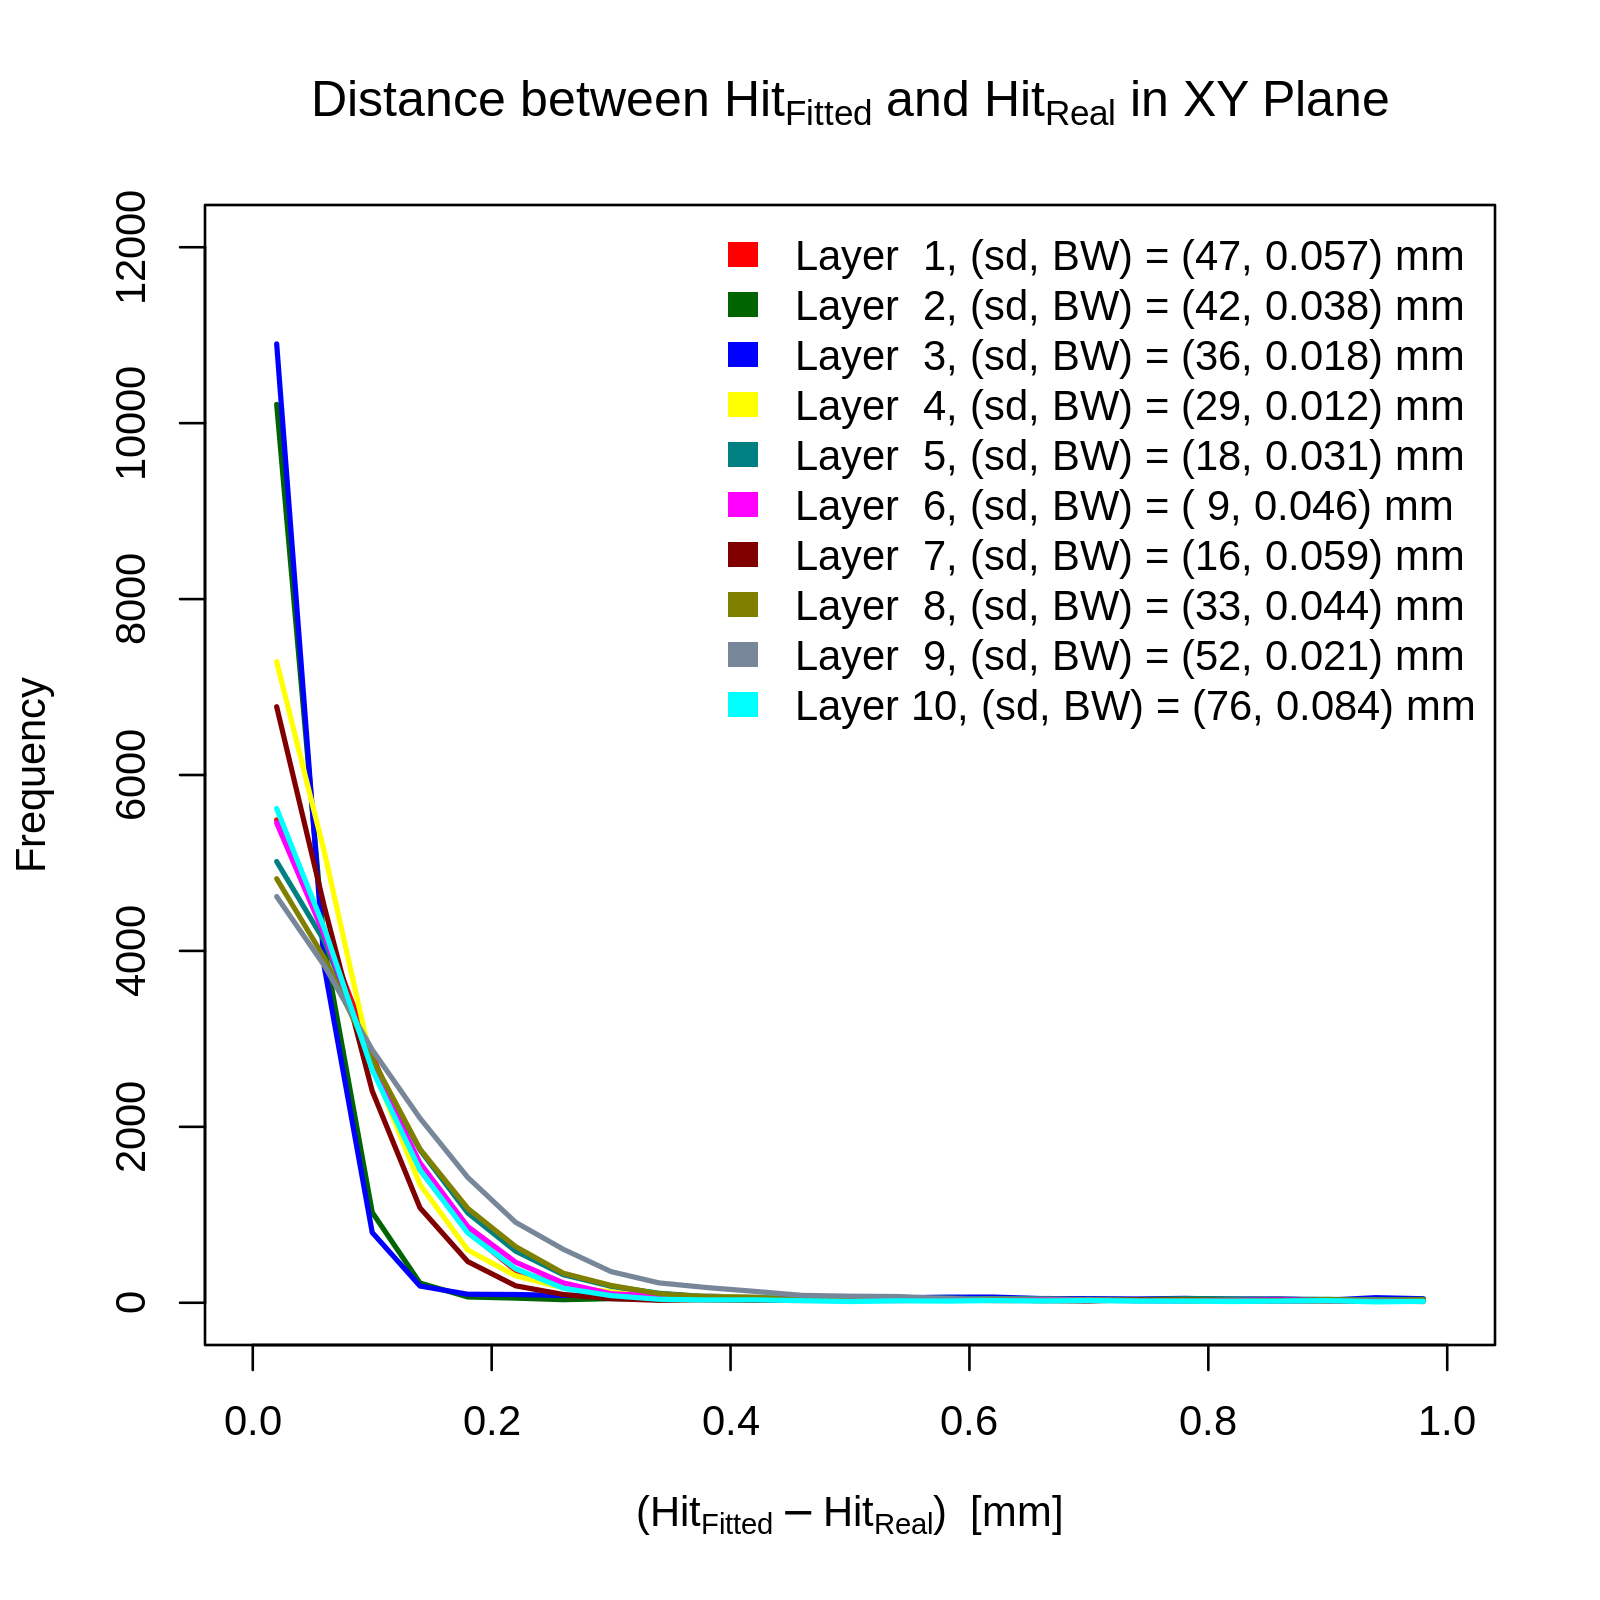 Distance between HitFitted and HitReal in XY Plane
12000
10000
8000
6000
4000
2000
0
Frequency
Layer  1, (sd, BW) = (47, 0.057) mm
Layer  2, (sd, BW) = (42, 0.038) mm
Layer  3, (sd, BW) = (36, 0.018) mm
Layer  4, (sd, BW) = (29, 0.012) mm
Layer  5, (sd, BW) = (18, 0.031) mm
Layer  6, (sd, BW) = ( 9, 0.046) mm
Layer  7, (sd, BW) = (16, 0.059) mm
Layer  8, (sd, BW) = (33, 0.044) mm
Layer  9, (sd, BW) = (52, 0.021) mm
Layer 10, (sd, BW) = (76, 0.084) mm
0.0 0.2 0.4 0.6 0.8 1.0
(HitFitted − HitReal)  [mm]